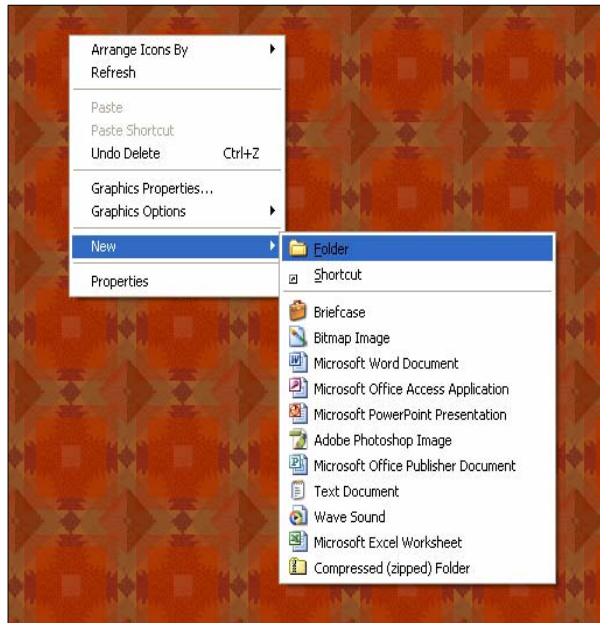 Arrange Icons By
Refresh
Paste
Paste Shortcut
Undo Delete Ctrl+Z
Graphics Properties...
Graphics Options
New
Properties
Folder
Shortcut
Briefcase
Bitmap Image
Microsoft Word Document
Microsoft Office Access Application
Microsoft PowerPoint Presentation
Adobe Photoshop Image
Microsoft Office Publisher Document
Text Document
Wave Sound
Microsoft Excel Worksheet
Compressed (zipped) Folder